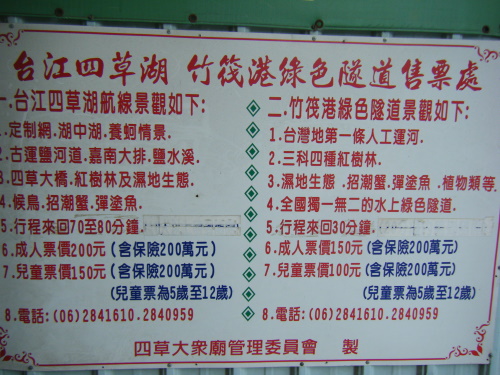 台江四草湖 竹筏港綠色隧道售票處
一.台江四草湖航線景觀如下:
1.定制網.湖中湖.養蚵情景.
2.古運鹽河道.嘉南大排.鹽水溪.
3.四草大橋.紅樹林及濕地生態.
4.候鳥.招潮蟹.彈塗魚.
5.行程來回70至80分鐘.
6.成人票價200元(含保險200萬元)
7.兒童票價150元(含保險200萬元)
(兒童票為5歲至12歲)
8.電話:(06)2841610.2840959
二.竹筏港綠色隧道景觀如下:
1.台灣地第一條人工運河.
2.三科四種紅樹林.
3.濕地生態.招潮蟹.彈塗魚.植物類等.
4.全國獨一無二的水上綠色隧道.
5.行程來回30分鐘.
6.成人票價150元(含保險200萬元)
7.兒童票價100元(含保險200萬元)
(兒童票為5歲至12歲)
8.電話:(06)2841610.2840959
四草大眾廟管理委員會 製